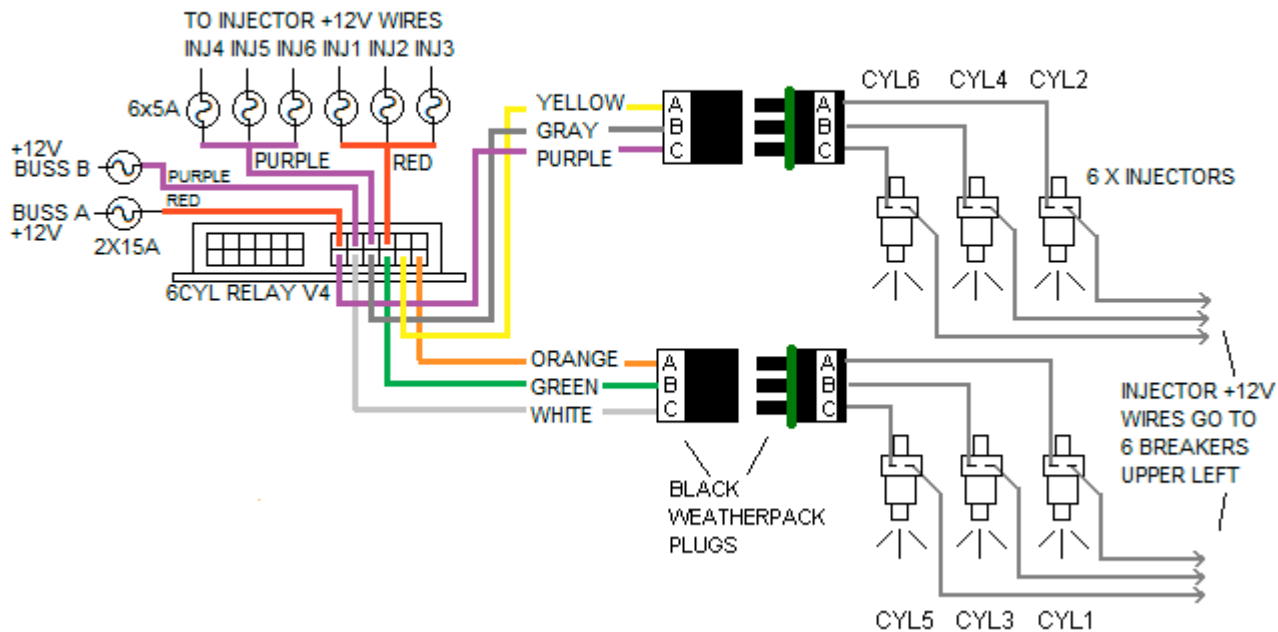 TO INJECTOR +12V WIRES
INJ4 INJ5 INJ6 INJ1 INJ2 INJ3
6x5A
+12V
BUSS B
PURPLE
PURPLE
RED
RED
BUSS A
+12V
2X15A
6CYL RELAY V4
YELLOW
GRAY
PURPLE
A
B
C
A
B
C
CYL6 CYL4 CYL2
6 X INJECTORS
ORANGE
GREEN
WHITE
A
B
C
A
B
C
BLACK
WEATHERPACK
PLUGS
INJECTOR +12V
WIRES GO TO
6 BREAKERS
UPPER LEFT
CYL5 CYL3 CYL1